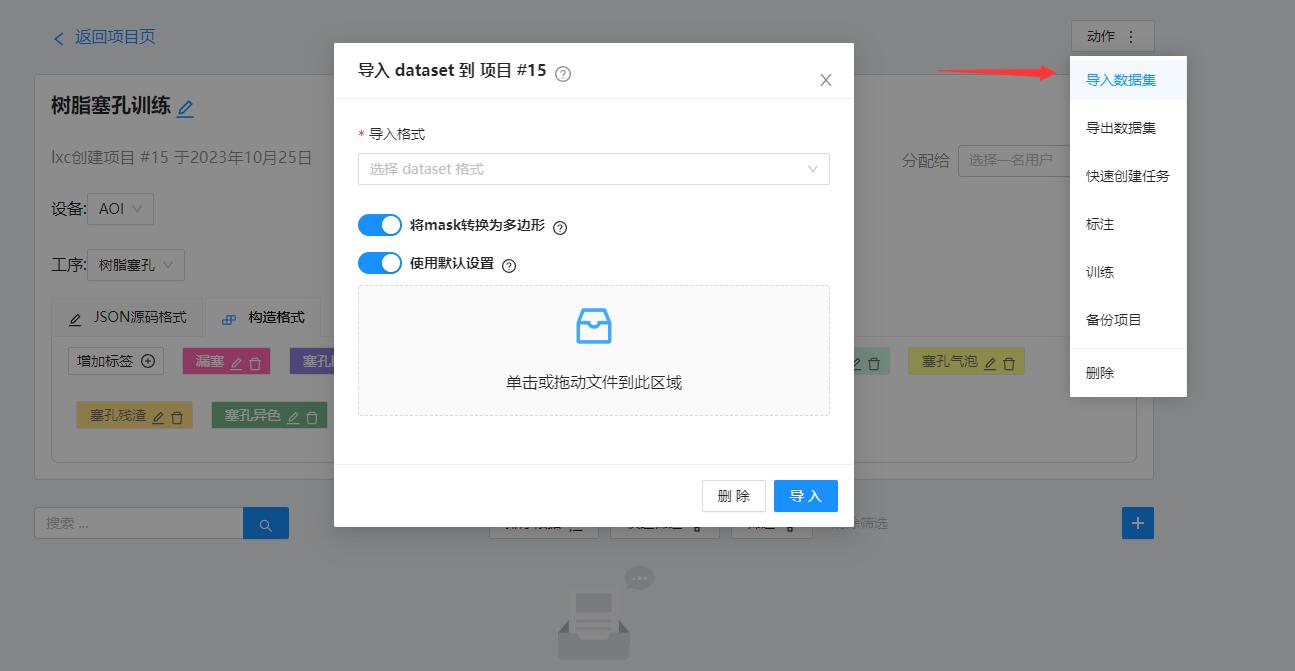 返回项目页
动作
树脂塞孔训练
lxc创建项目 #15 于2023年10月25日
分配给
选择一名用户
设备:
AOI
工序:
树脂塞孔
JSON源码格式
构造格式
增加标签
漏塞
塞孔
塞孔气泡
塞孔残渣
塞孔异色
导入 dataset 到 项目 #15
* 导入格式
选择 dataset 格式
将mask转换为多边形
使用默认设置
单击或拖动文件到此区域
删 除
导 入
导入数据集
导出数据集
快速创建任务
标注
训练
备份项目
删除
搜索 ...
筛选